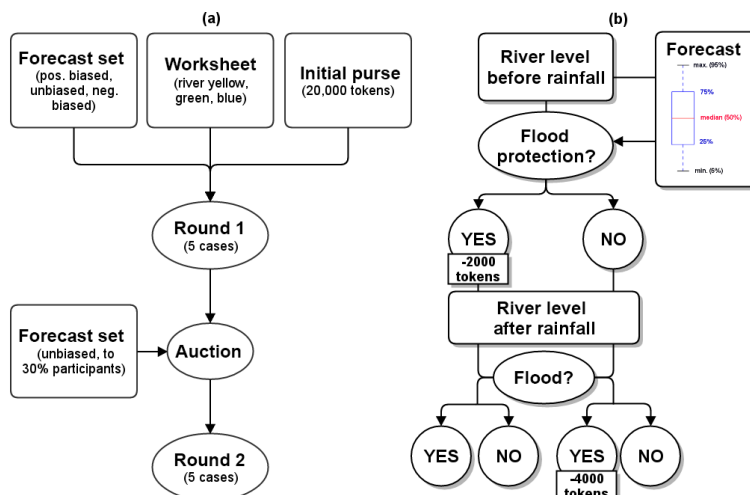 (a)
Forecast set
(pos. biased,
unbiased, neg.
biased)
Worksheet
(river yellow,
green, blue)
Initial purse
(20,000 tokens)
Round 1
(5 cases)
Forecast set
(unbiased, to
30% participants)
Auction
Round 2
(5 cases)
(b)
River level
before rainfall
Forecast
max. (95%)
75%
median (50%)
25%
min. (5%)
Flood
protection?
YES
-2000
tokens
NO
River level
after rainfall
Flood?
YES
NO
YES
-4000
tokens
NO